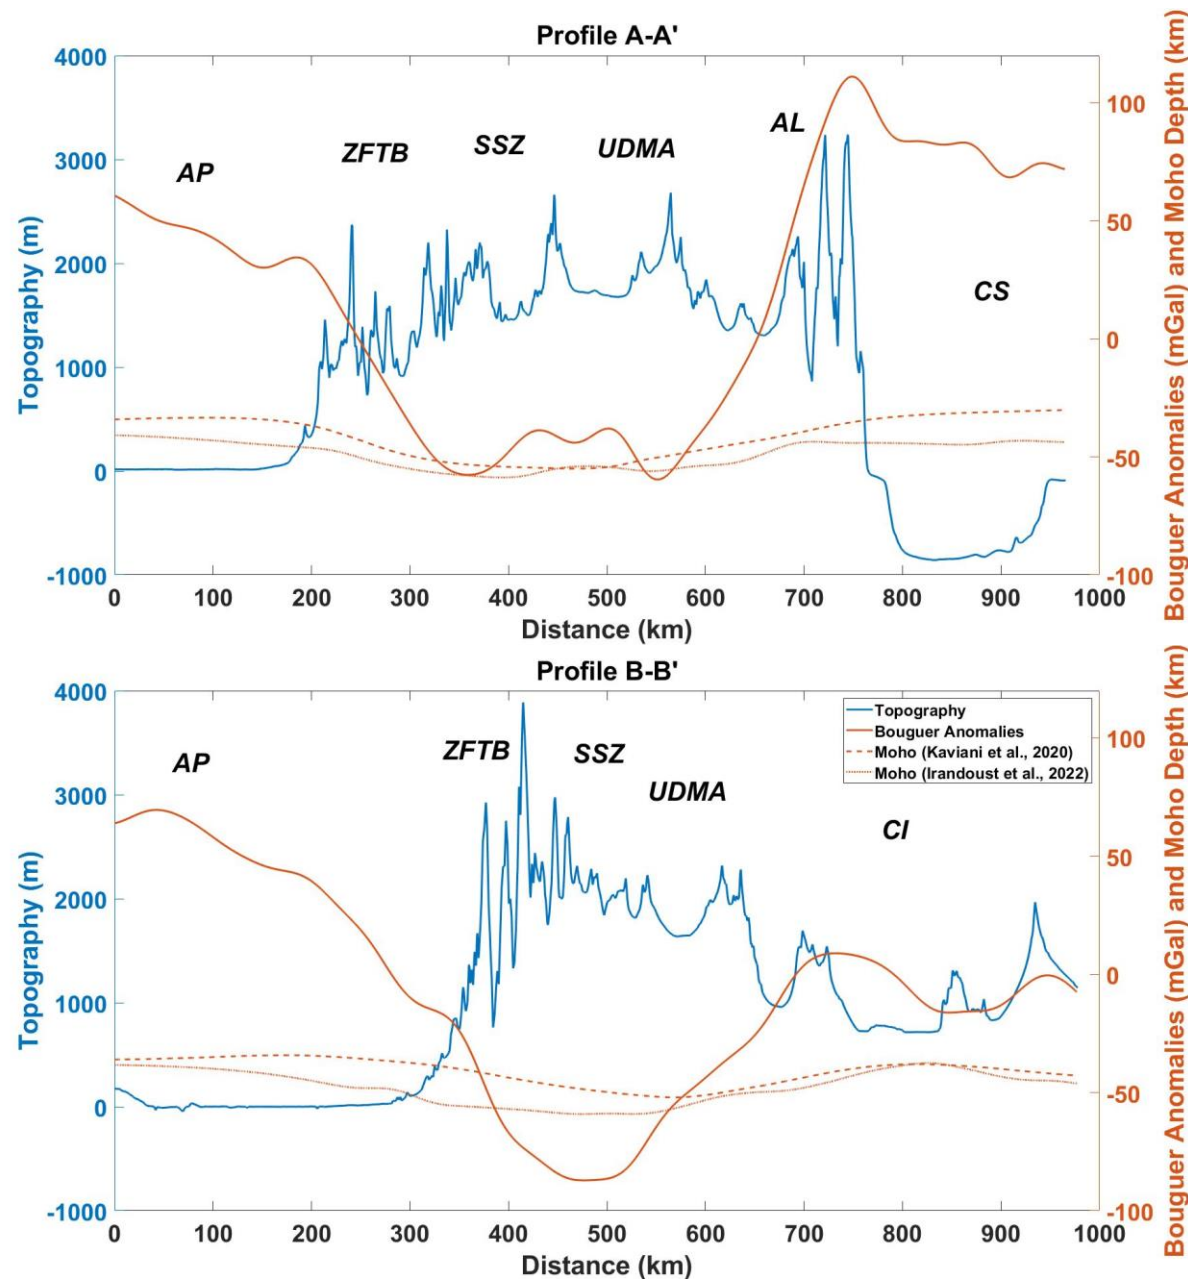 Profile A-A'
4000
3000
2000
1000
0
-1000
Topography (m)
AP
ZFTB
SSZ
UDMA
AL
CS
100
50
0
-50
-100
Bouguer Anomalies (mGal) and Moho Depth (km)
0 100 200 300 400 500 600 700 800 900 1000
Distance (km)
Profile B-B'
4000
3000
2000
1000
0
-1000
Topography (m)
AP
ZFTB
SSZ
UDMA
CI
Topography
Bouguer Anomalies
Moho (Kaviani et al., 2020)
Moho (Irandoust et al., 2022)
100
50
0
-50
-100
Bouguer Anomalies (mGal) and Moho Depth (km)
0 100 200 300 400 500 600 700 800 900 1000
Distance (km)